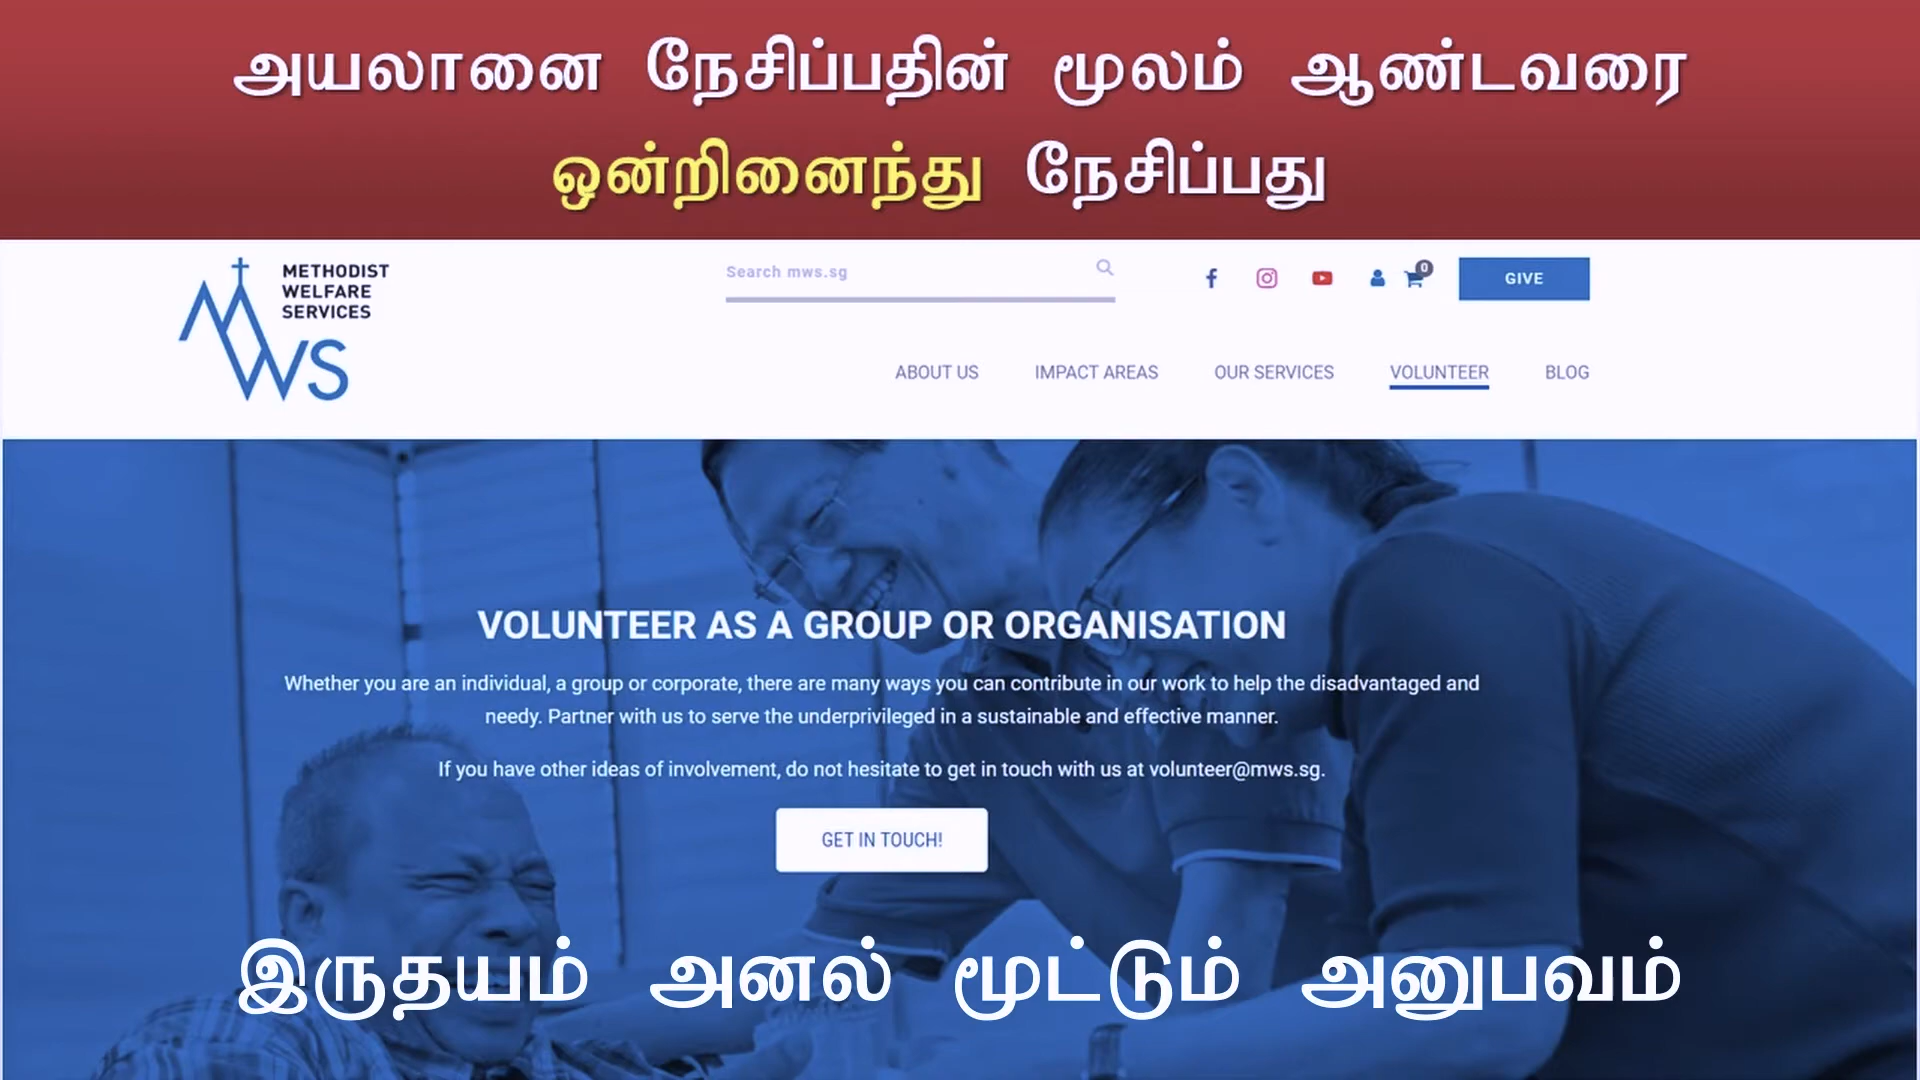 அயலானை நேசிப்பதின் மூலம் ஆண்டவரை
ஒன்றினைந்து நேசிப்பது
METHODIST
WELFARE
SERVICES
MWS
Search mws.sg
0
GIVE
ABOUT US IMPACT AREAS OUR SERVICES VOLUNTEER BLOG
VOLUNTEER AS A GROUP OR ORGANISATION
Whether you are an individual, a group or corporate, there are many ways you can contribute in our work to help the disadvantaged and
needy. Partner with us to serve the underprivileged in a sustainable and effective manner.
If you have other ideas of involvement, do not hesitate to get in touch with us at volunteer@mws.sg.
GET IN TOUCH!
இருதயம் அனல் மூட்டும் அனுபவம்